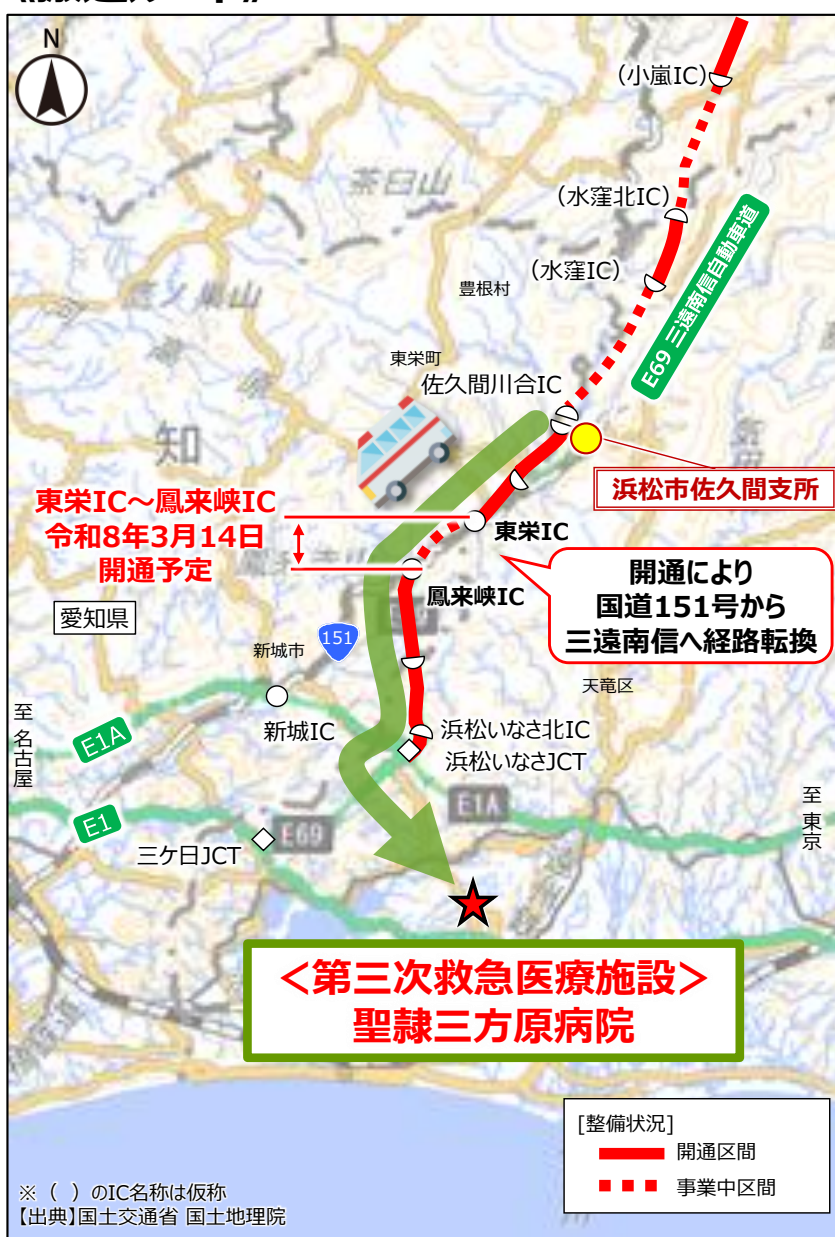 N
（小嵐IC）
茶臼山
（水窪北IC）
E69 三遠南信自動車道
（水窪IC）
豊根村
東栄町
佐久間川合IC
知
浜松市佐久間支所
東栄IC～鳳来峡IC
令和8年3月14日
開通予定
東栄IC
開通により
国道151号から
三遠南信へ経路転換
鳳来峡IC
愛知県
151
新城市
天竜区
至 名古屋
新城IC
浜松いなさ北IC
浜松いなさJCT
E1A
E1A
至 東京
E1
E69
三ケ日JCT
＜第三次救急医療施設＞
聖隷三方原病院
[整備状況]
開通区間
事業中区間
※（ ）のIC名称は仮称
【出典】国土交通省 国土地理院